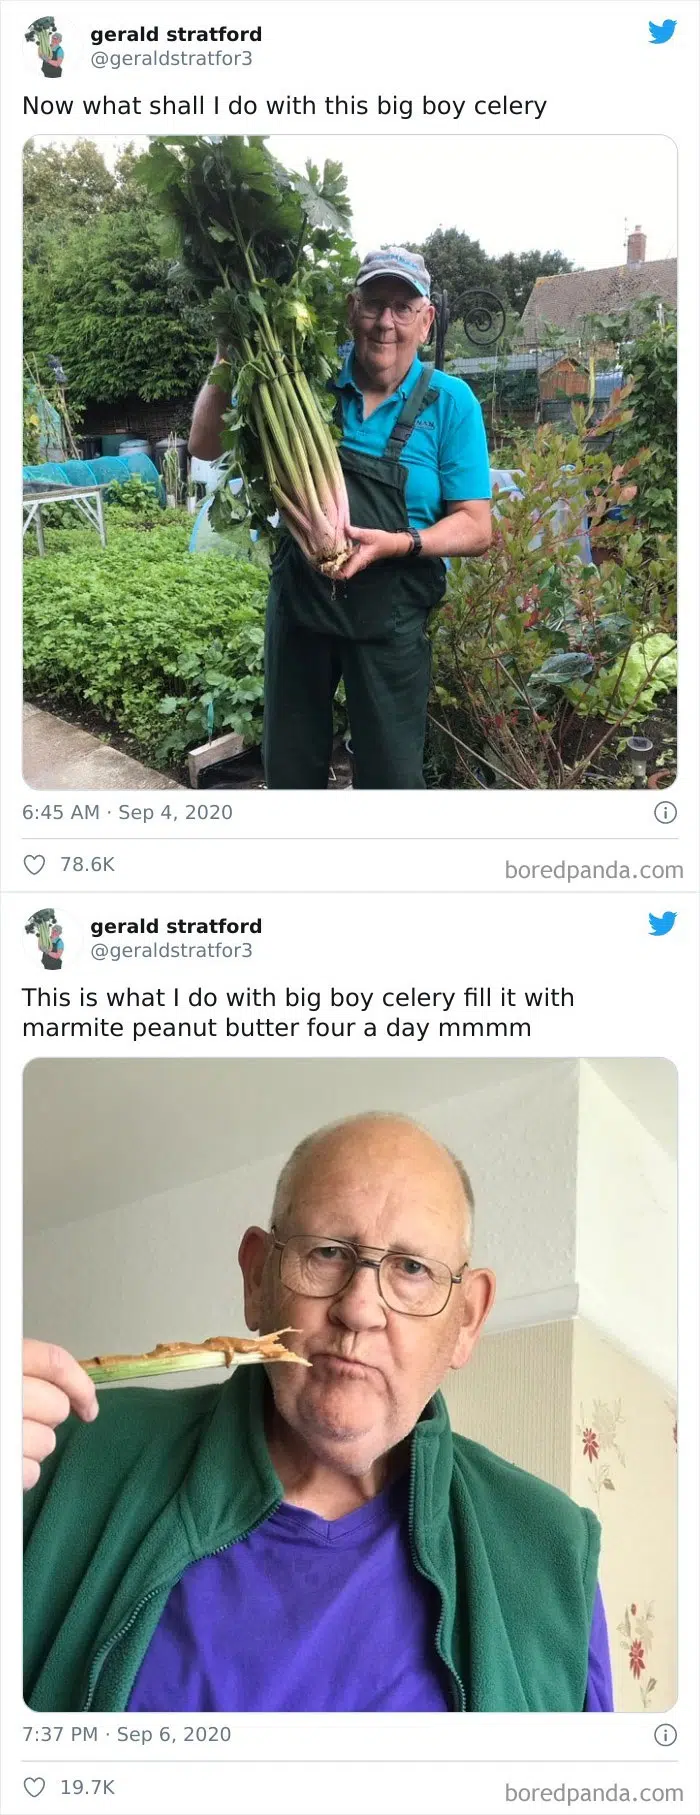 gerald stratford
@geraldstratfor3
Now what shall I do with this big boy celery
6:45 AM · Sep 4, 2020
78.6K
boredpanda.com
gerald stratford
@geraldstratfor3
This is what I do with big boy celery fill it with
marmite peanut butter four a day mmmm
7:37 PM · Sep 6, 2020
19.7K
boredpanda.com